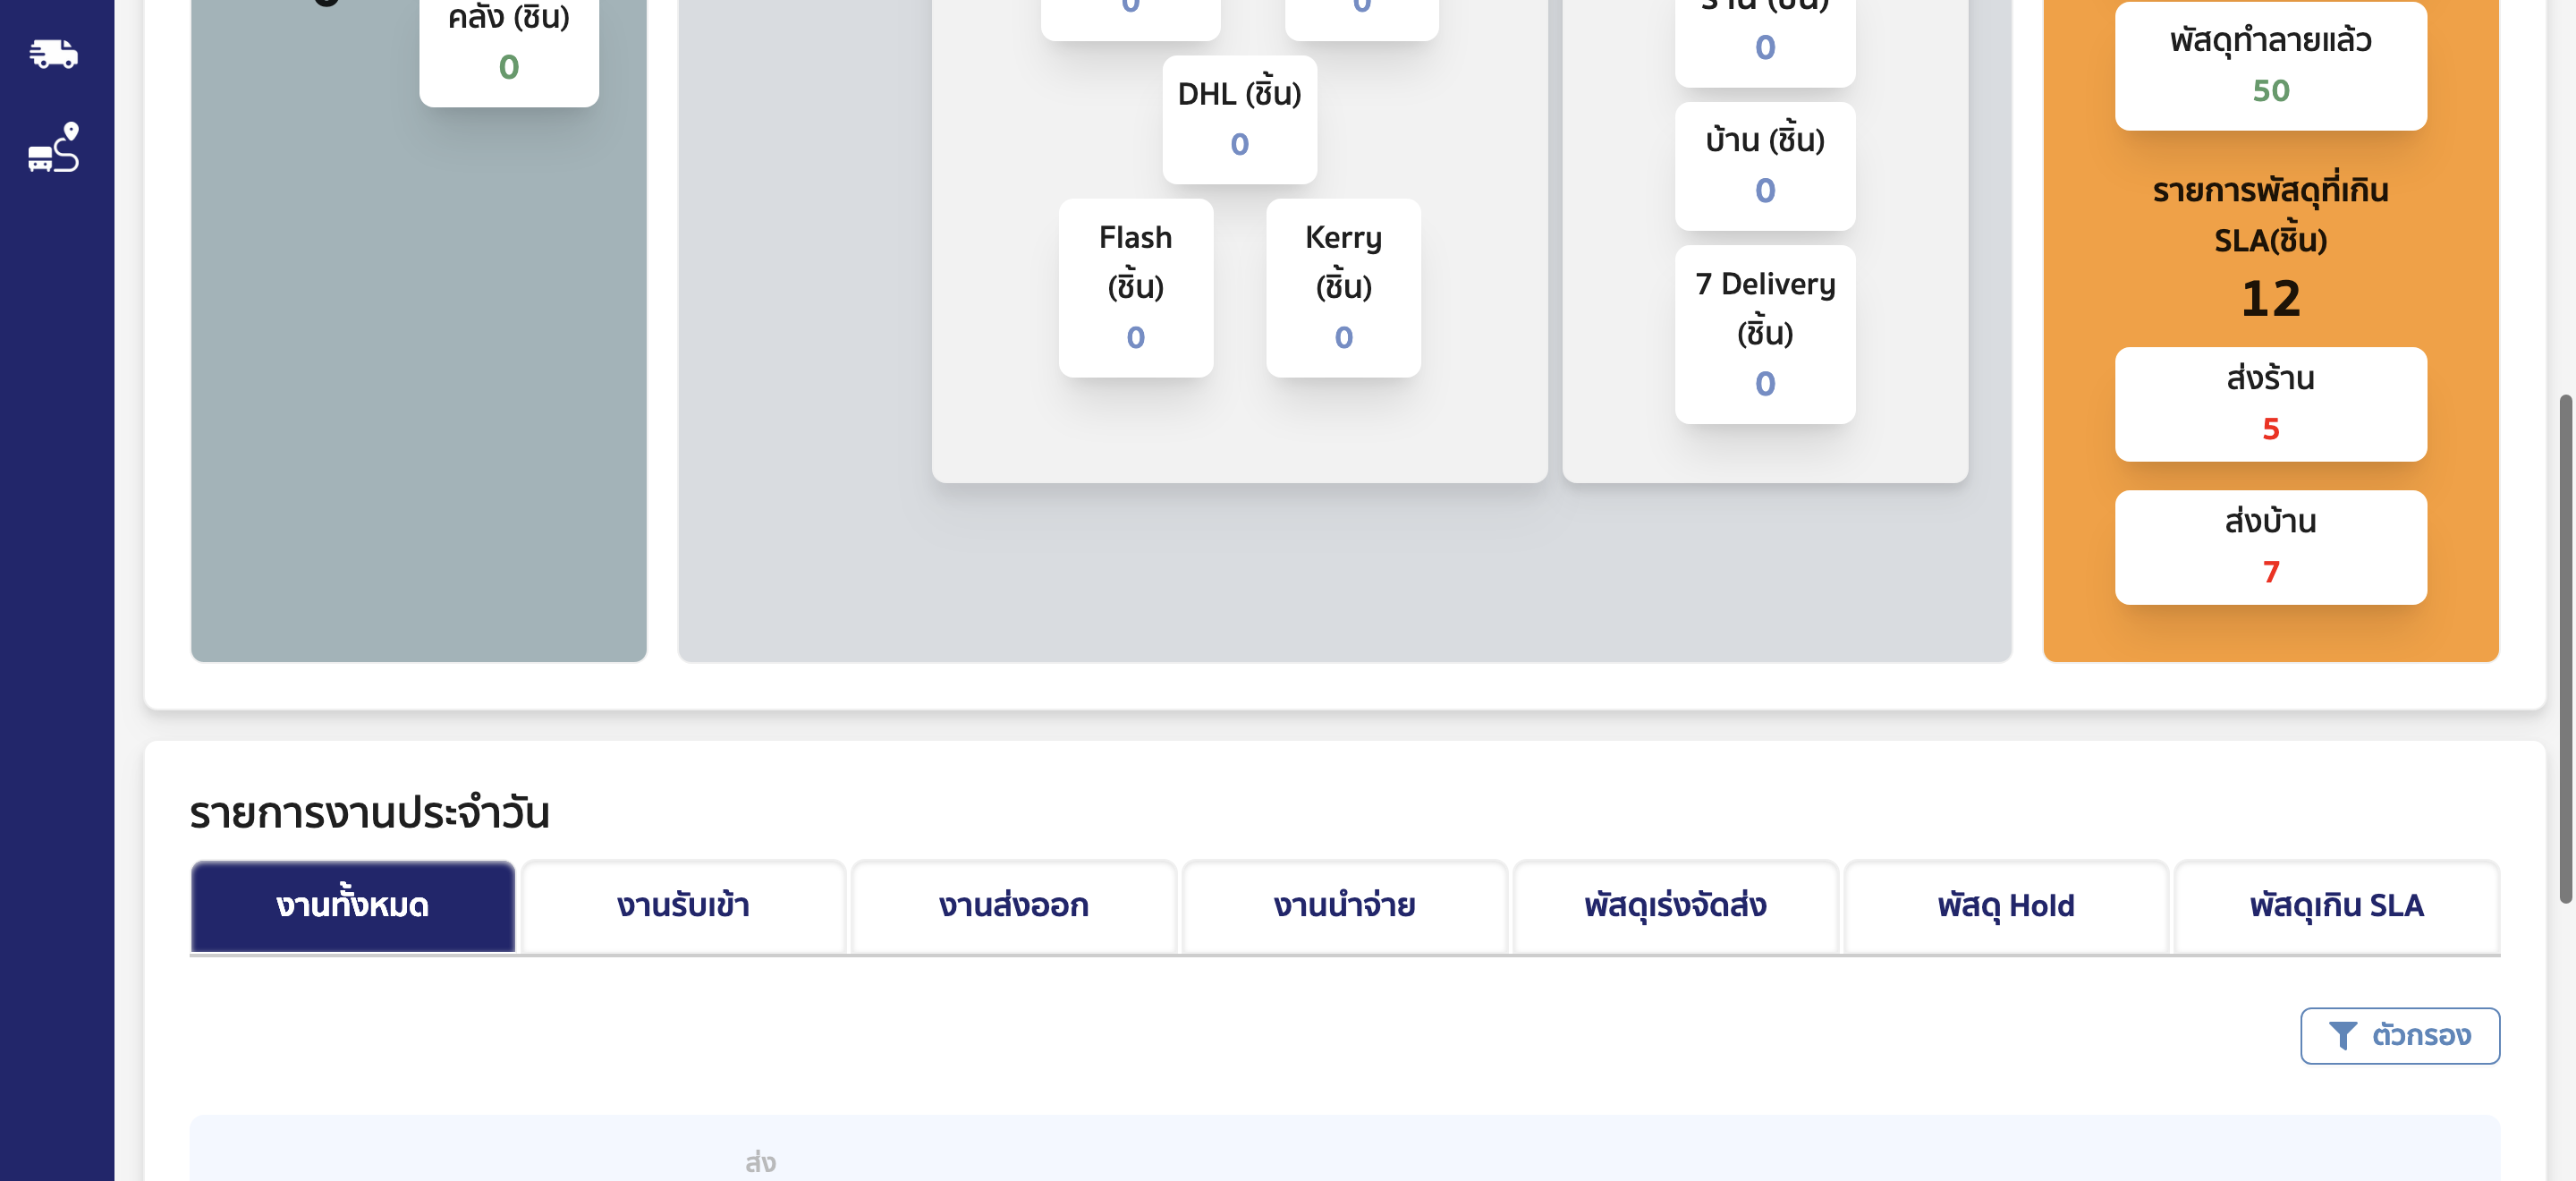 คลัง (ชิ้น)
0
0
0
DHL (ชิ้น)
0
Flash
(ชิ้น)
0
Kerry
(ชิ้น)
0
ร้าน (ชิ้น)
0
บ้าน (ชิ้น)
0
7 Delivery
(ชิ้น)
0
พัสดุทำลายแล้ว
50
รายการพัสดุที่เกิน
SLA(ชิ้น)
12
ส่งร้าน
5
ส่งบ้าน
7
รายการงานประจำวัน
งานทั้งหมด
งานรับเข้า
งานส่งออก
งานนำจ่าย
พัสดุเร่งจัดส่ง
พัสดุ Hold
พัสดุเกิน SLA
ตัวกรอง
ส่ง